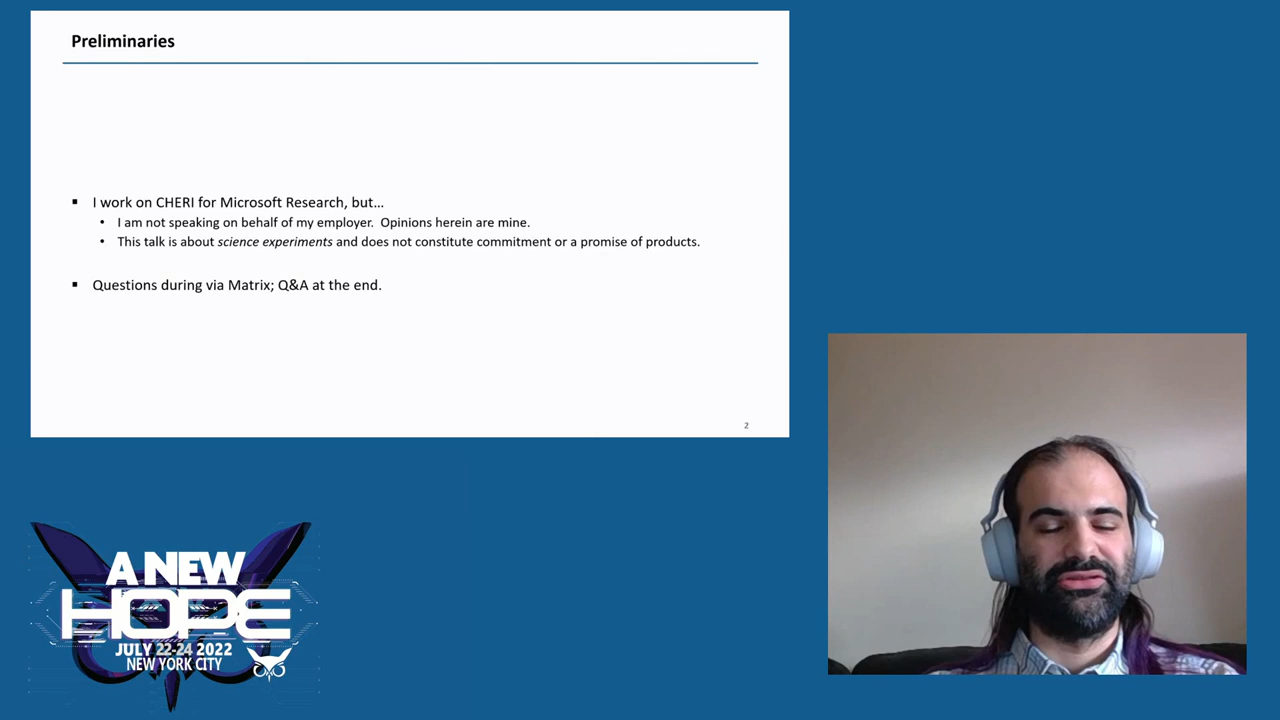 Preliminaries
▪ I work on CHERI for Microsoft Research, but...
• I am not speaking on behalf of my employer. Opinions herein are mine.
• This talk is about science experiments and does not constitute commitment or a promise of products.
▪ Questions during via Matrix; Q&A at the end.
2
A NEW
HOPE
JULY 22-24 2022
NEW YORK CITY